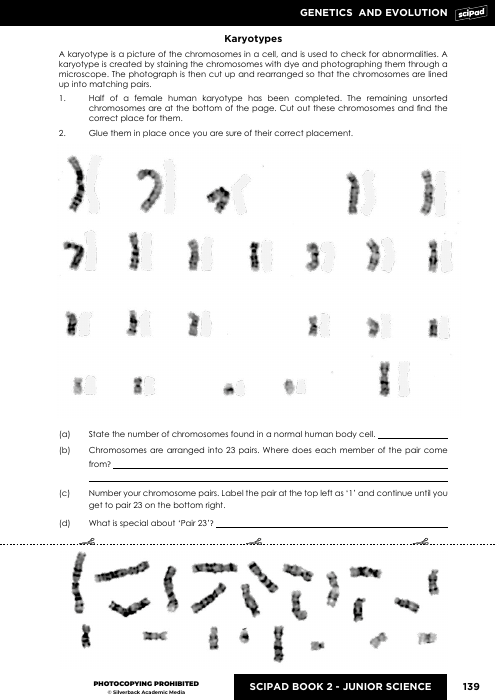 GENETICS AND EVOLUTION
scipad
Karyotypes
A karyotype is a picture of the chromosomes in a cell, and is used to check for abnormalities. A
karyotype is created by staining the chromosomes with dye and photographing them through a
microscope. The photograph is then cut up and rearranged so that the chromosomes are lined
up into matching pairs.
1. Half of a female human karyotype has been completed. The remaining unsorted
chromosomes are at the bottom of the page. Cut out these chromosomes and find the
correct place for them.
2. Glue them in place once you are sure of their correct placement.
(a) State the number of chromosomes found in a normal human body cell.
(b) Chromosomes are arranged into 23 pairs. Where does each member of the pair come
from?
(c) Number your chromosome pairs. Label the pair at the top left as '1' and continue until you
get to pair 23 on the bottom right.
(d) What is special about 'Pair 23'?
PHOTOCOPYING PROHIBITED
© Silverback Academic Media
SCIPAD BOOK 2 - JUNIOR SCIENCE
139